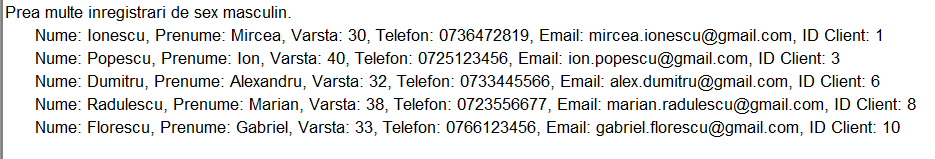 Prea multe inregistrari de sex masculin.
Nume: Ionescu, Prenume: Mircea, Varsta: 30, Telefon: 0736472819, Email: mircea.ionescu@gmail.com, ID Client: 1
Nume: Popescu, Prenume: Ion, Varsta: 40, Telefon: 0725123456, Email: ion.popescu@gmail.com, ID Client: 3
Nume: Dumitru, Prenume: Alexandru, Varsta: 32, Telefon: 0733445566, Email: alex.dumitru@gmail.com, ID Client: 6
Nume: Radulescu, Prenume: Marian, Varsta: 38, Telefon: 0723556677, Email: marian.radulescu@gmail.com, ID Client: 8
Nume: Florescu, Prenume: Gabriel, Varsta: 33, Telefon: 0766123456, Email: gabriel.florescu@gmail.com, ID Client: 10